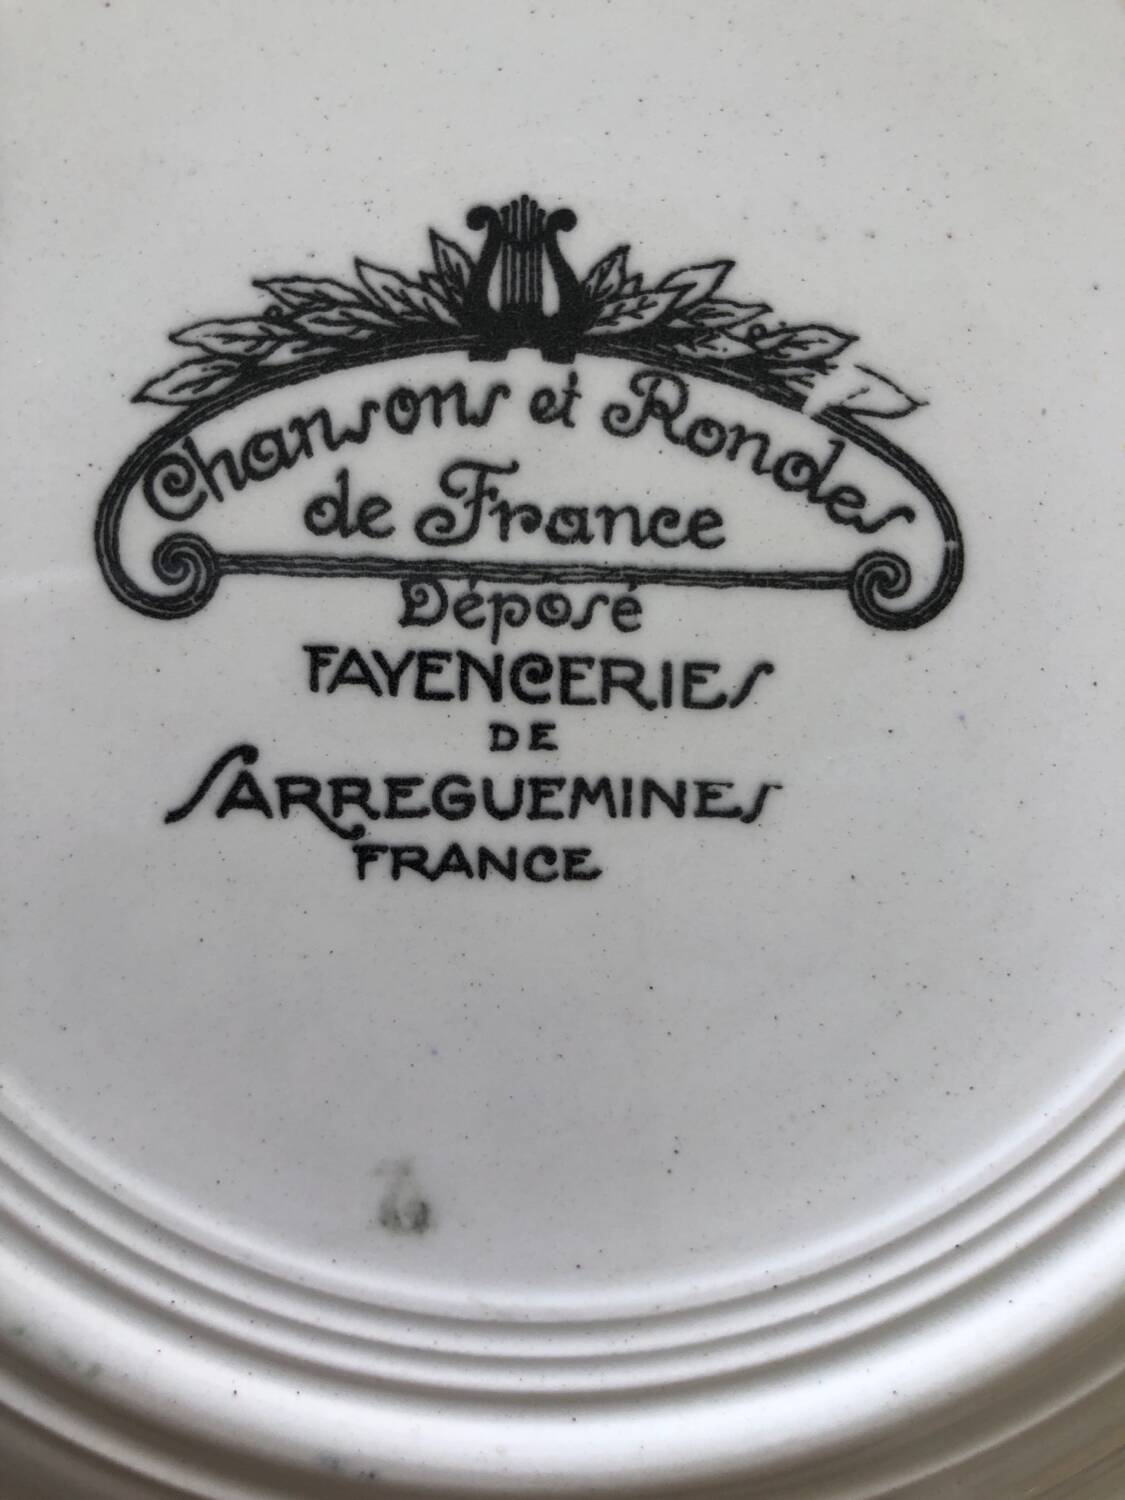 Chansons et Rondes
de France
Déposé
FAYENCERIES
DE
SARREGUEMINES
FRANCE